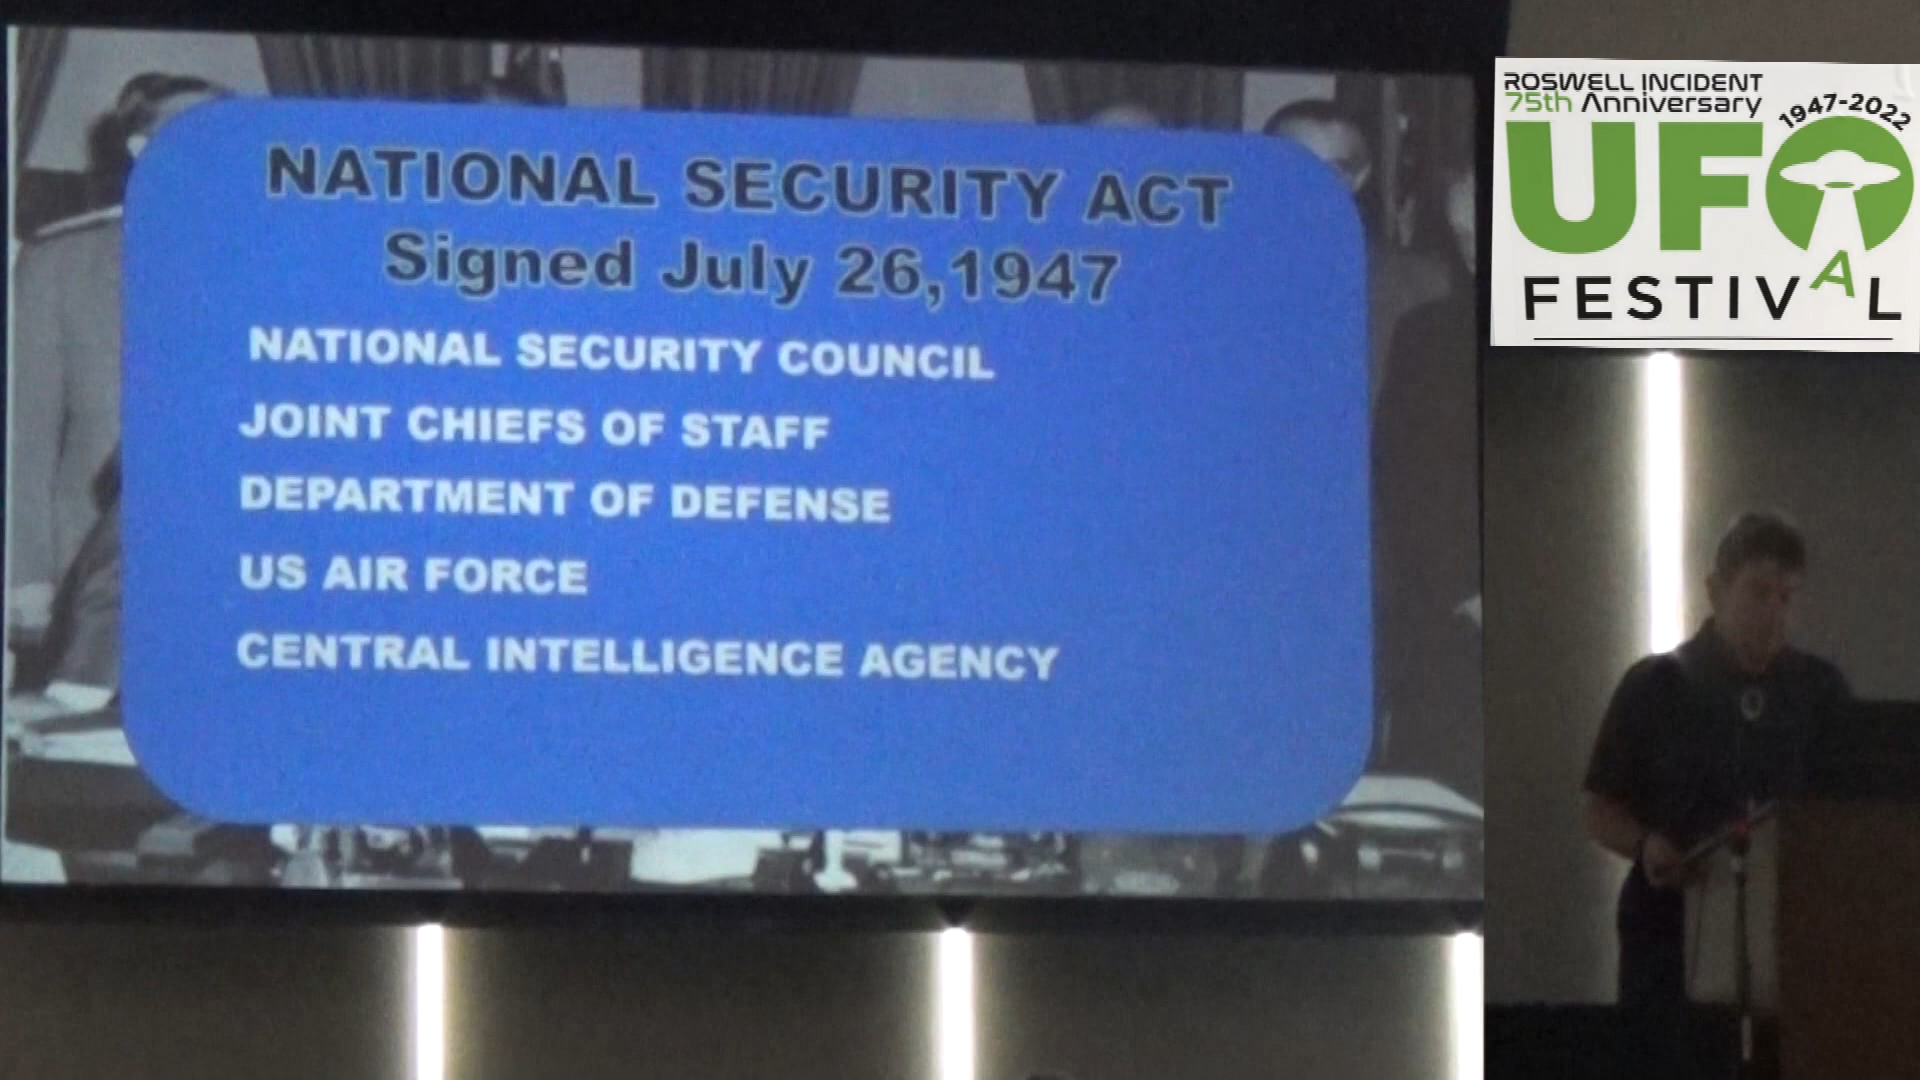 NATIONAL SECURITY ACT
Signed July 26,1947
NATIONAL SECURITY COUNCIL
JOINT CHIEFS OF STAFF
DEPARTMENT OF DEFENSE
US AIR FORCE
CENTRAL INTELLIGENCE AGENCY
ROSWELL INCIDENT
75th Anniversary
1947-2022
UFO
FESTIVAL